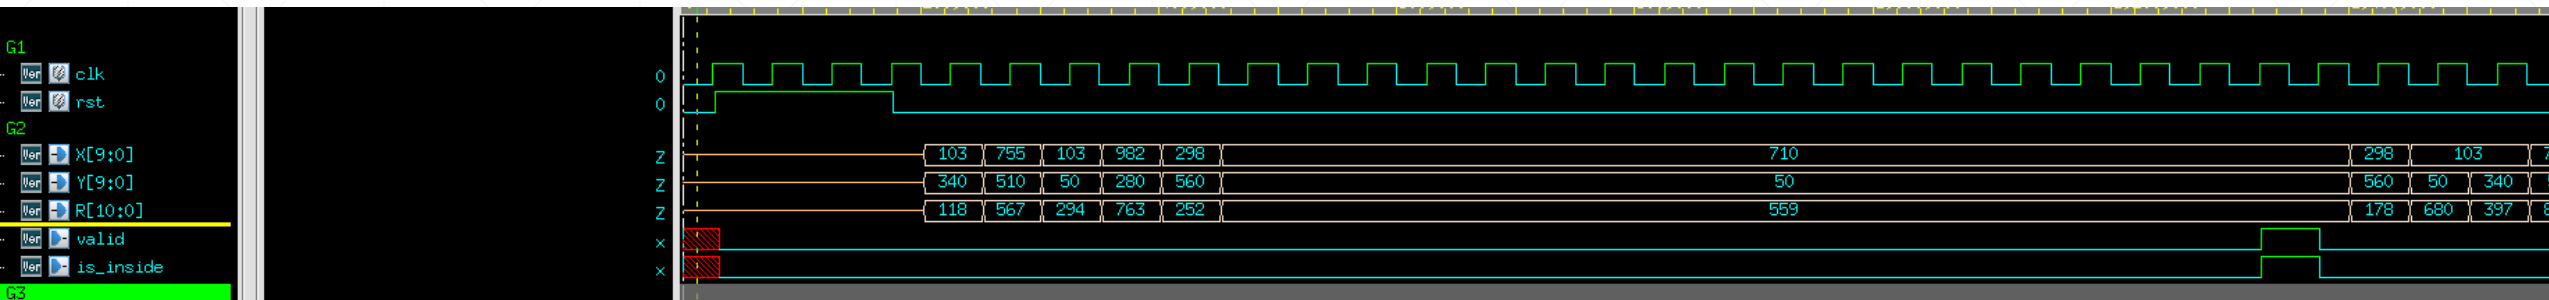 G1
Ver clk 0
Ver rst 0
G2
Ver X[9:0] Z 103 755 103 982 298 710 298 103
Ver Y[9:0] Z 340 510 50 280 560 50 560 50 340
Ver R[10:0] Z 118 567 294 763 252 559 178 680 397
Ver valid x
Ver is_inside x
G3